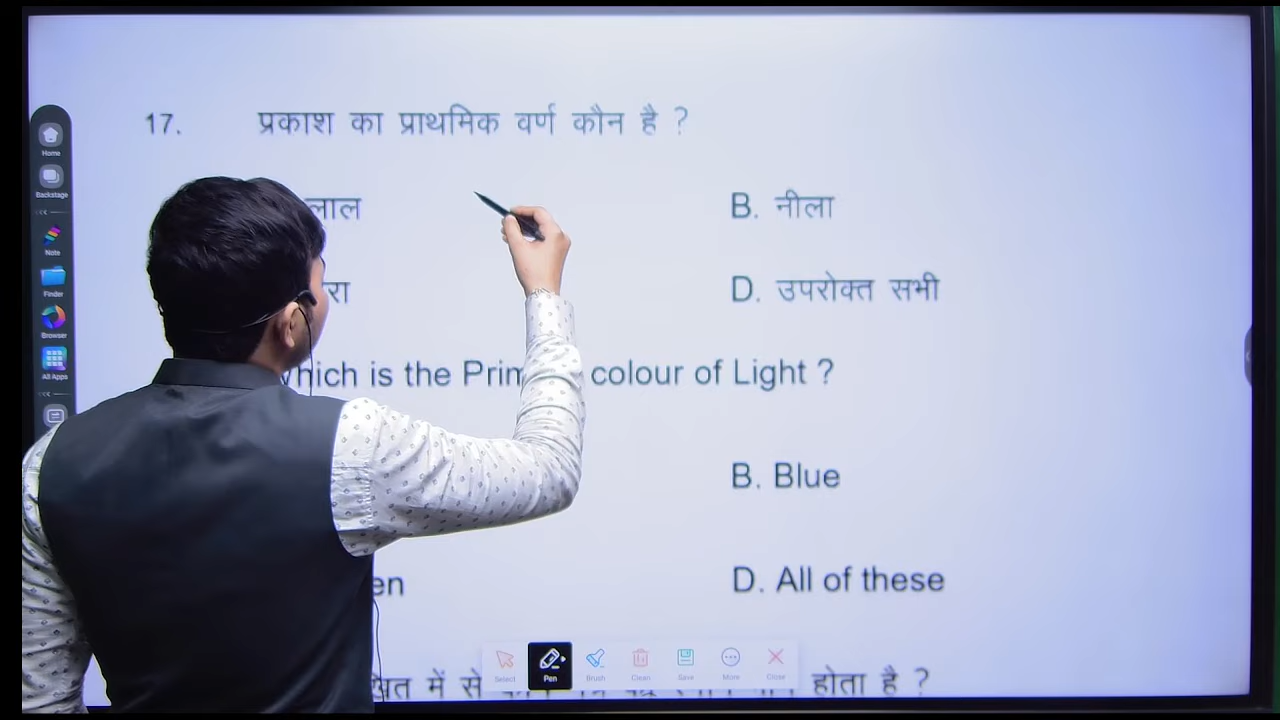 17. प्रकाश का प्राथमिक वर्ण कौन है ?
लाल B. नीला
रा D. उपरोक्त सभी
Which is the Prim colour of Light ?
B. Blue
en D. All of these
में से होता है ?
Home
Backstage
Note
Finder
Browser
All Apps
Select Pen Brush Clean Save More Close